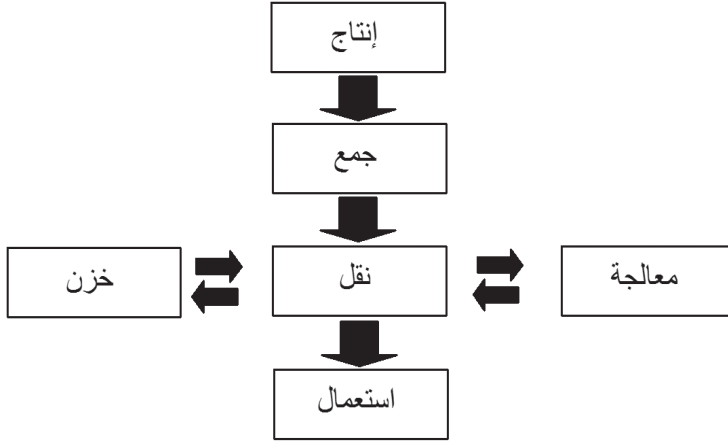 إنتاج
جمع
معالجة
نقل
خزن
استعمال